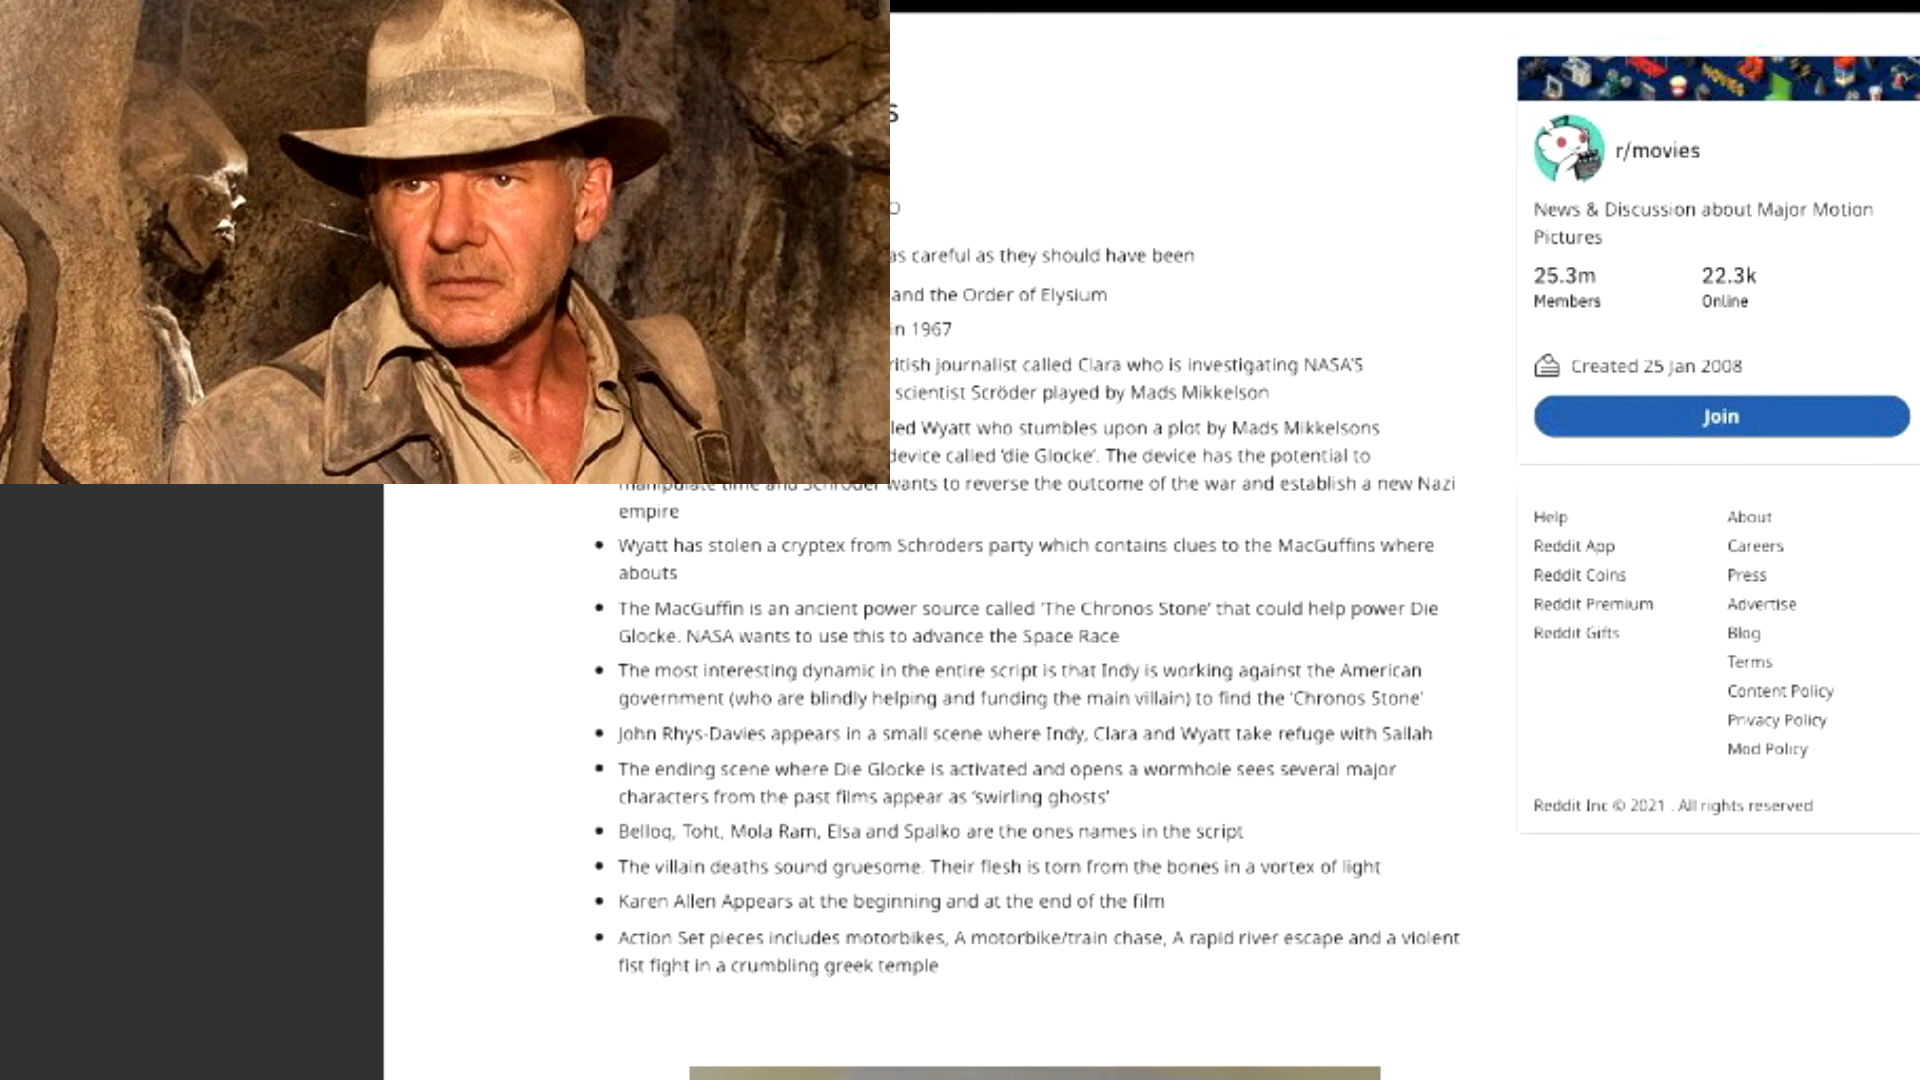 s
O
as careful as they should have been
and the Order of Elysium
in 1967
ritish journalist called Clara who is investigating NASA'S
scientist Scröder played by Mads Mikkelson
led Wyatt who stumbles upon a plot by Mads Mikkelsons
device called 'die Glocke'. The device has the potential to
manipulate time and Schröder wants to reverse the outcome of the war and establish a new Nazi
empire
Wyatt has stolen a cryptex from Schröders party which contains clues to the MacGuffins where
abouts
The MacGuffin is an ancient power source called 'The Chronos Stone' that could help power Die
Glocke. NASA wants to use this to advance the Space Race
The most interesting dynamic in the entire script is that Indy is working against the American
government (who are blindly helping and funding the main villain) to find the 'Chronos Stone'
John Rhys-Davies appears in a small scene where Indy, Clara and Wyatt take refuge with Sallah
The ending scene where Die Glocke is activated and opens a wormhole sees several major
characters from the past films appear as 'swirling ghosts'
Belloq, Toht, Mola Ram, Elsa and Spalko are the ones names in the script
The villain deaths sound gruesome. Their flesh is torn from the bones in a vortex of light
Karen Allen Appears at the beginning and at the end of the film
Action Set pieces includes motorbikes, A motorbike/train chase, A rapid river escape and a violent
fist fight in a crumbling greek temple
MOVIES
r/movies
News & Discussion about Major Motion
Pictures
25.3m 22.3k
Members Online
Created 25 Jan 2008
Join
Help About
Reddit App Careers
Reddit Coins Press
Reddit Premium Advertise
Reddit Gifts Blog
Terms
Content Policy
Privacy Policy
Mod Policy
Reddit Inc © 2021 . All rights reserved